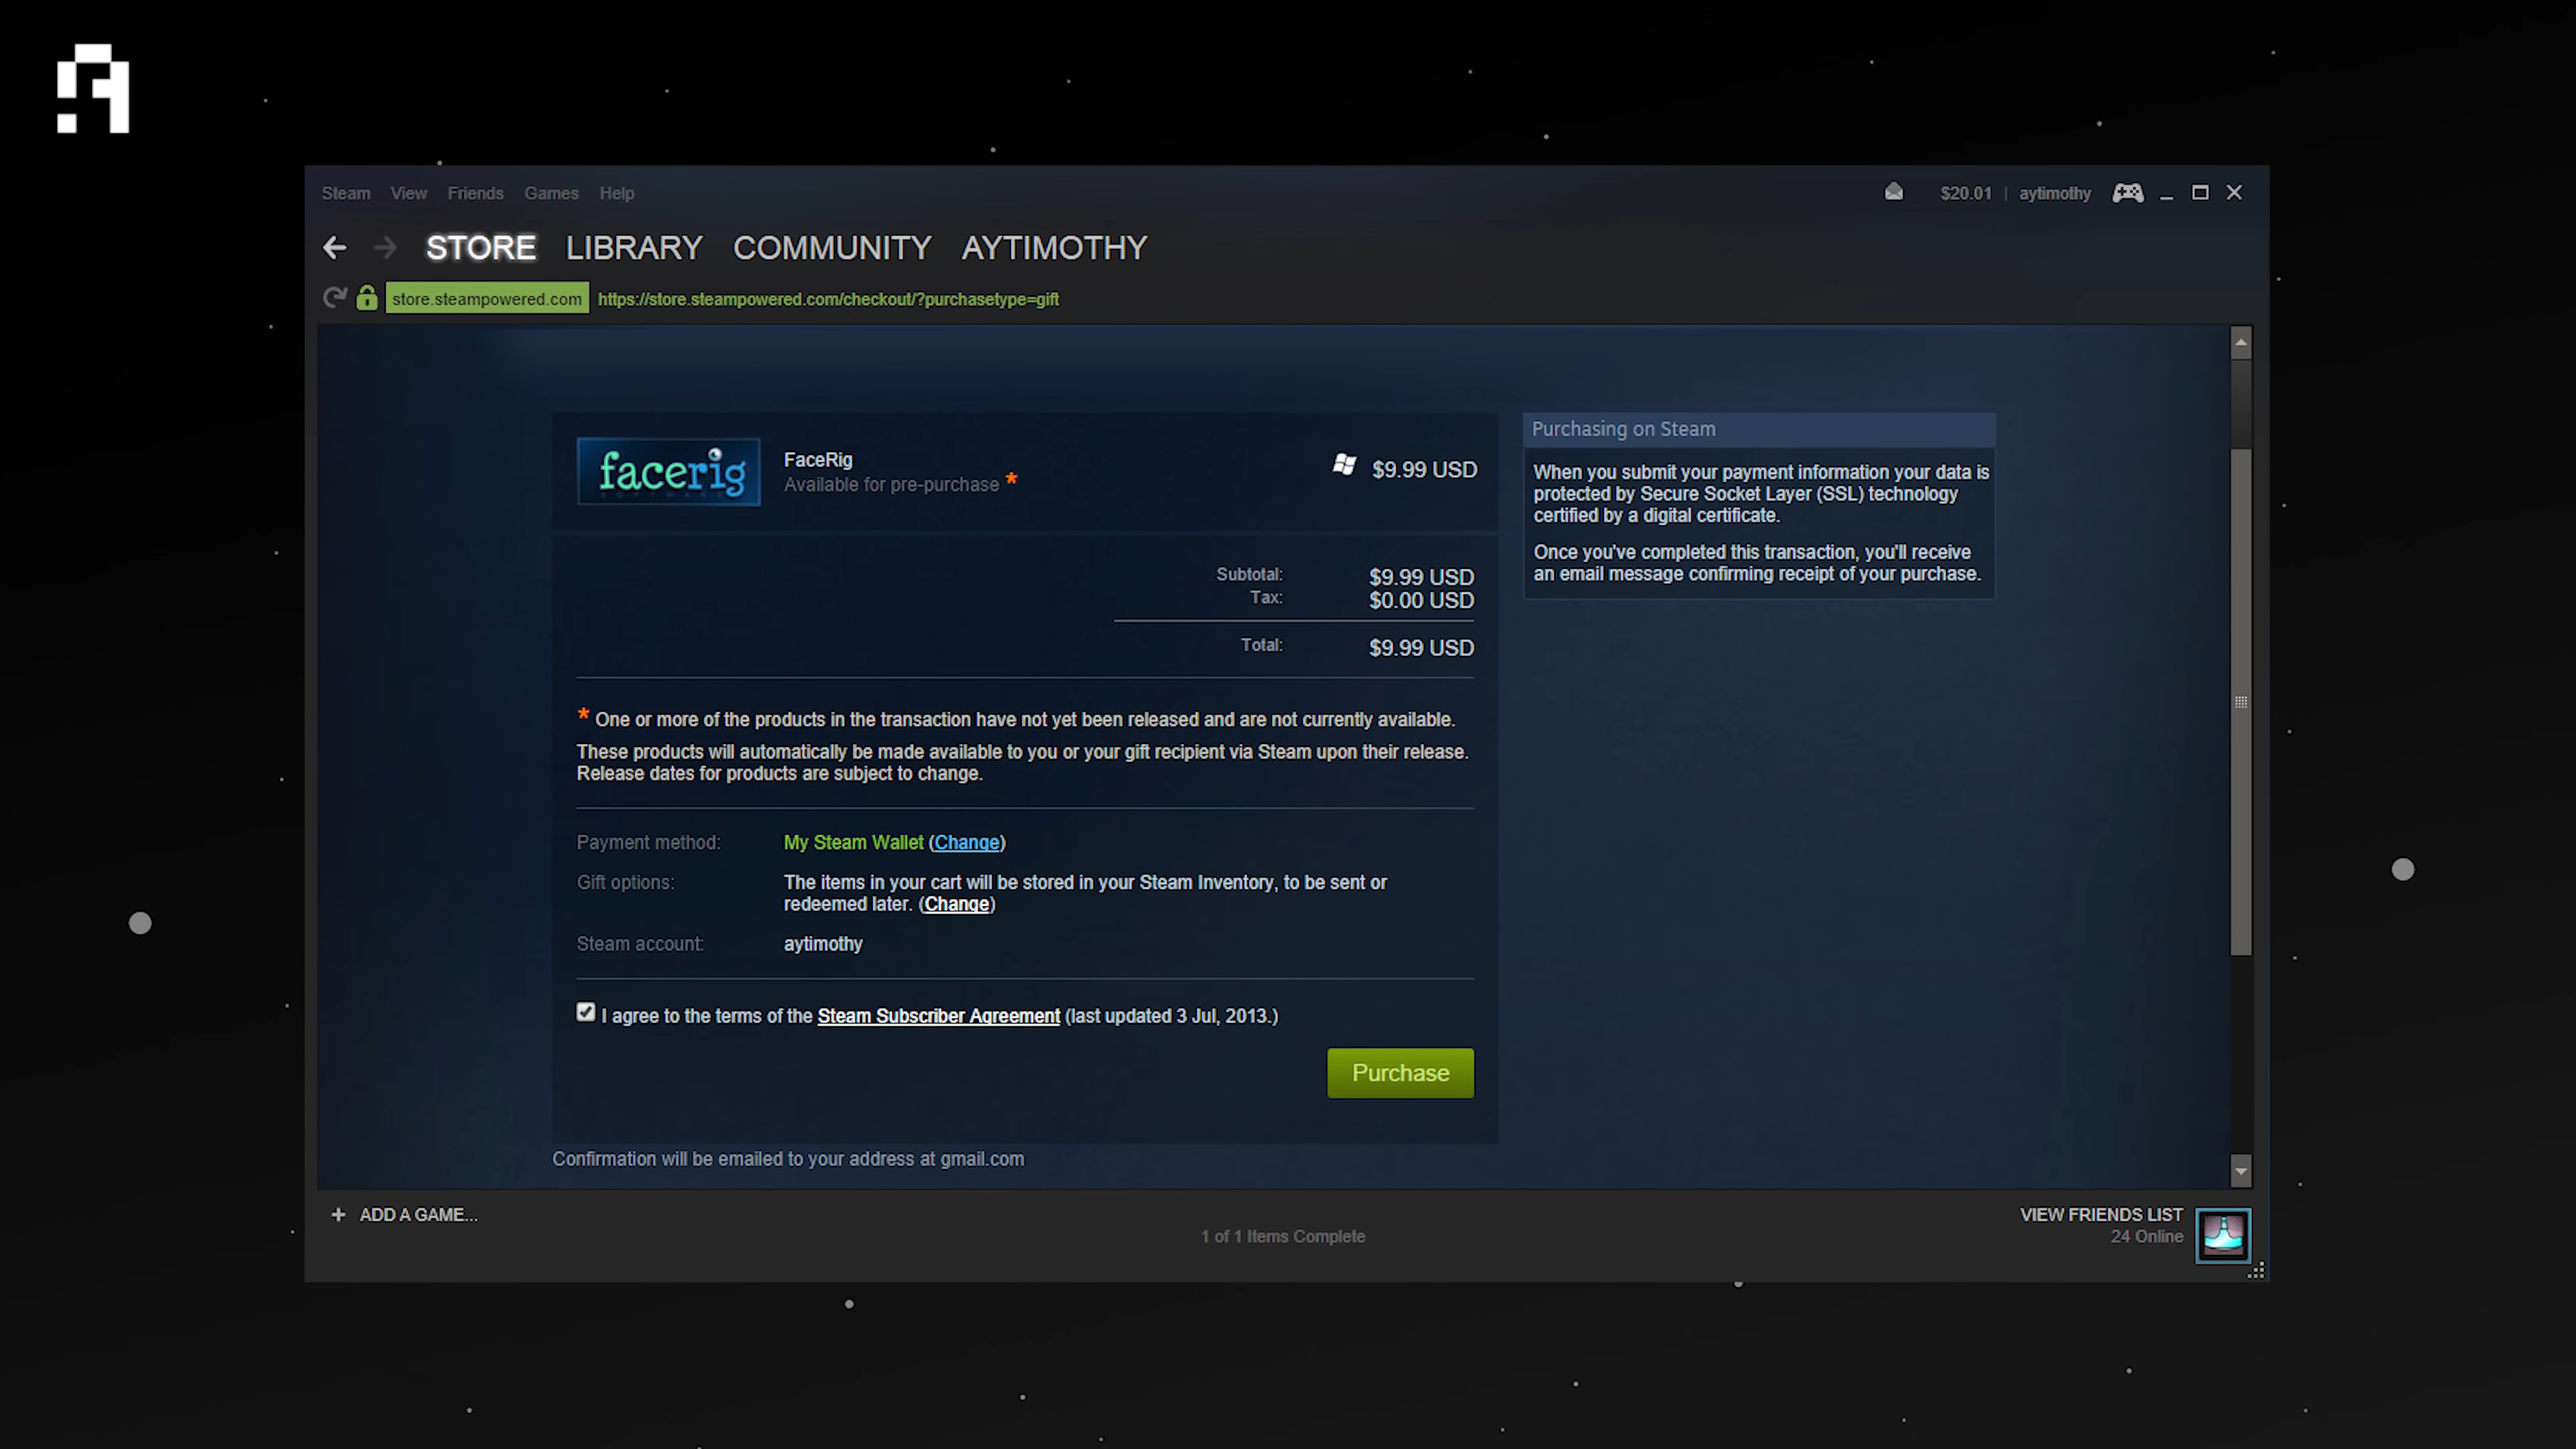 Steam View Friends Games Help
$20.01 | aytimothy
STORE LIBRARY COMMUNITY AYTIMOTHY
store.steampowered.com https://store.steampowered.com/checkout/?purchasetype=gift
facerig
FaceRig
Available for pre-purchase *
$9.99 USD
Subtotal: $9.99 USD
Tax: $0.00 USD
Total: $9.99 USD
* One or more of the products in the transaction have not yet been released and are not currently available.
These products will automatically be made available to you or your gift recipient via Steam upon their release.
Release dates for products are subject to change.
Payment method: My Steam Wallet (Change)
Gift options: The items in your cart will be stored in your Steam Inventory, to be sent or
redeemed later. (Change)
Steam account: aytimothy
I agree to the terms of the Steam Subscriber Agreement (last updated 3 Jul, 2013.)
Purchase
Confirmation will be emailed to your address at gmail.com
Purchasing on Steam
When you submit your payment information your data is
protected by Secure Socket Layer (SSL) technology
certified by a digital certificate.
Once you've completed this transaction, you'll receive
an email message confirming receipt of your purchase.
+ ADD A GAME...
1 of 1 Items Complete
VIEW FRIENDS LIST
24 Online